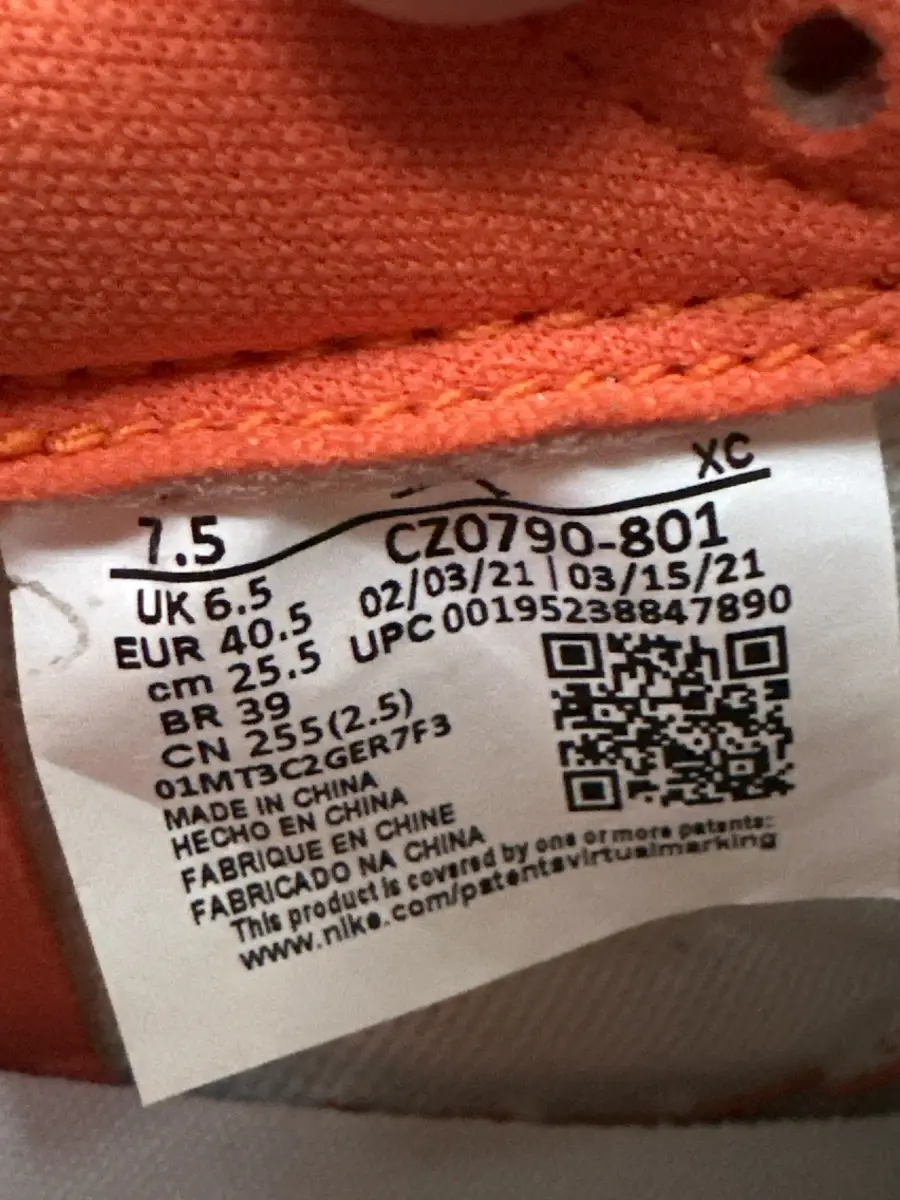 XC
7.5
CZ0790-801
UK 6.5
02/03/21 | 03/15/21
EUR 40.5
UPC 00195238847890
cm 25.5
BR 39
CN 255(2.5)
01MT3C2GER7F3
MADE IN CHINA
HECHO EN CHINA
FABRIQUE EN CHINE
FABRICADO NA CHINA
This product is covered by one or more patents:
www.nike.com/patentsvirtualmarking